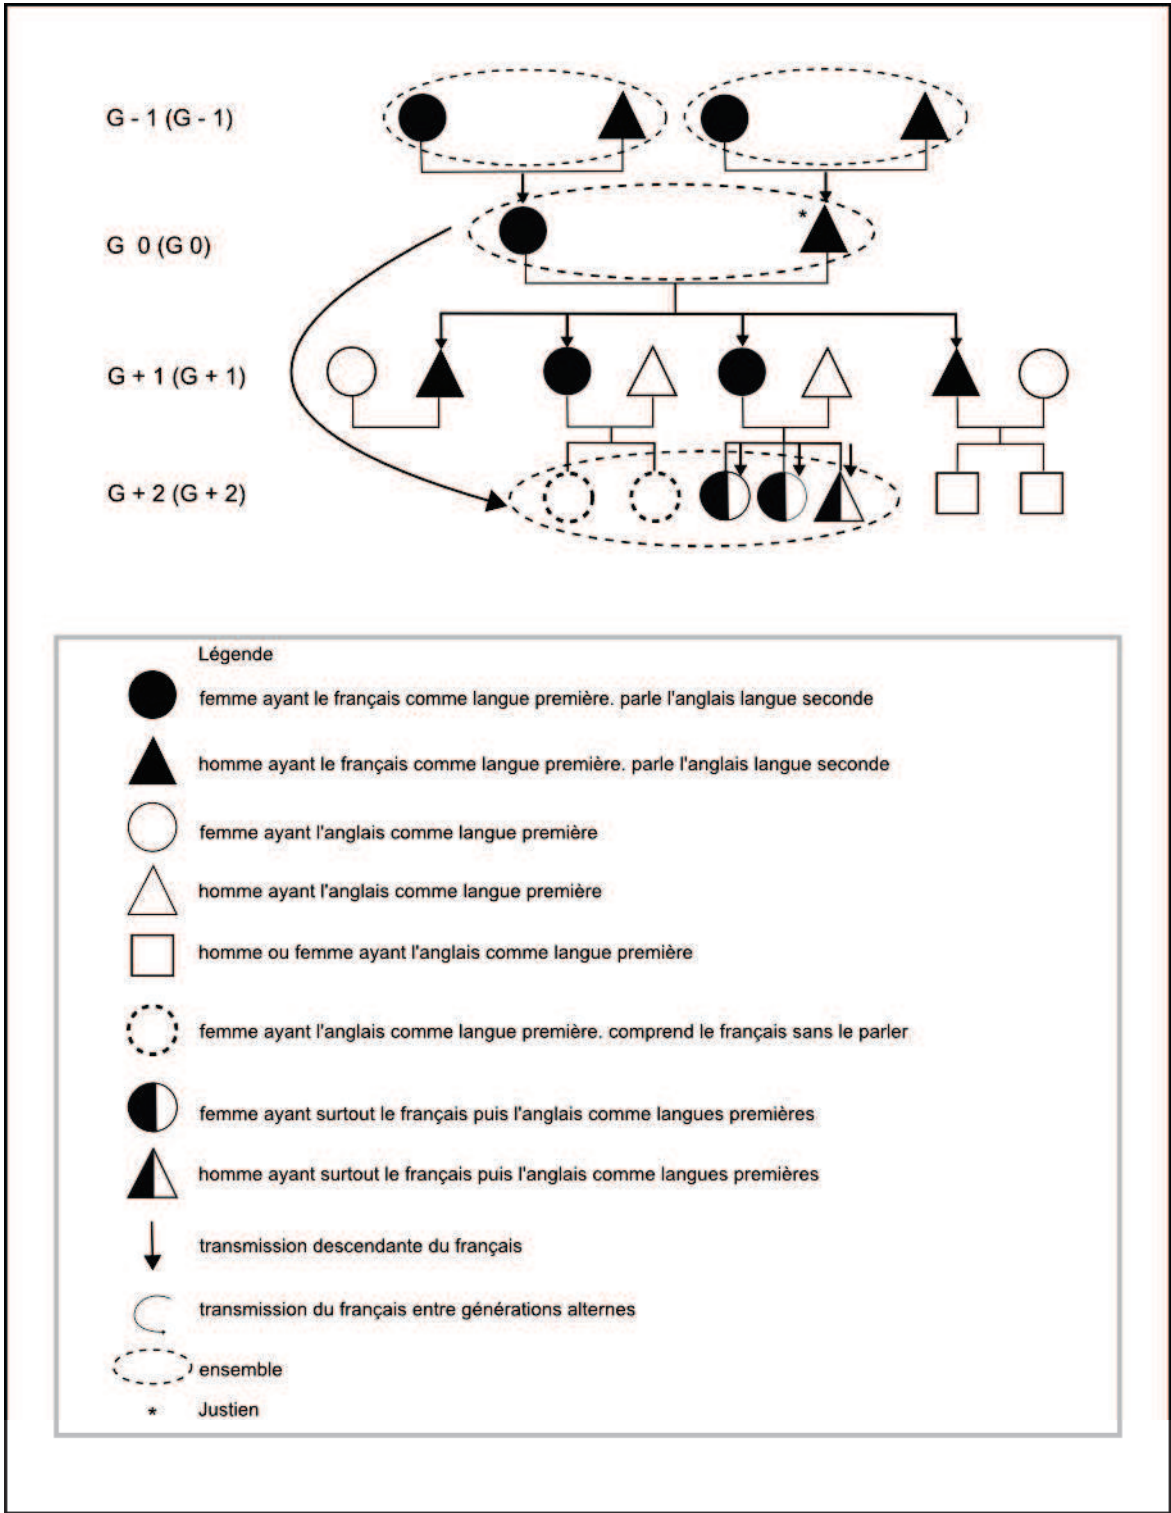 G - 1 (G - 1)
G 0 (G 0)
*
G + 1 (G + 1)
G + 2 (G + 2)
Légende
femme ayant le français comme langue première. parle l'anglais langue seconde
homme ayant le français comme langue première. parle l'anglais langue seconde
femme ayant l'anglais comme langue première
homme ayant l'anglais comme langue première
homme ou femme ayant l'anglais comme langue première
femme ayant l'anglais comme langue première. comprend le français sans le parler
femme ayant surtout le français puis l'anglais comme langues premières
homme ayant surtout le français puis l'anglais comme langues premières
transmission descendante du français
transmission du français entre générations alternes
ensemble
* Justien